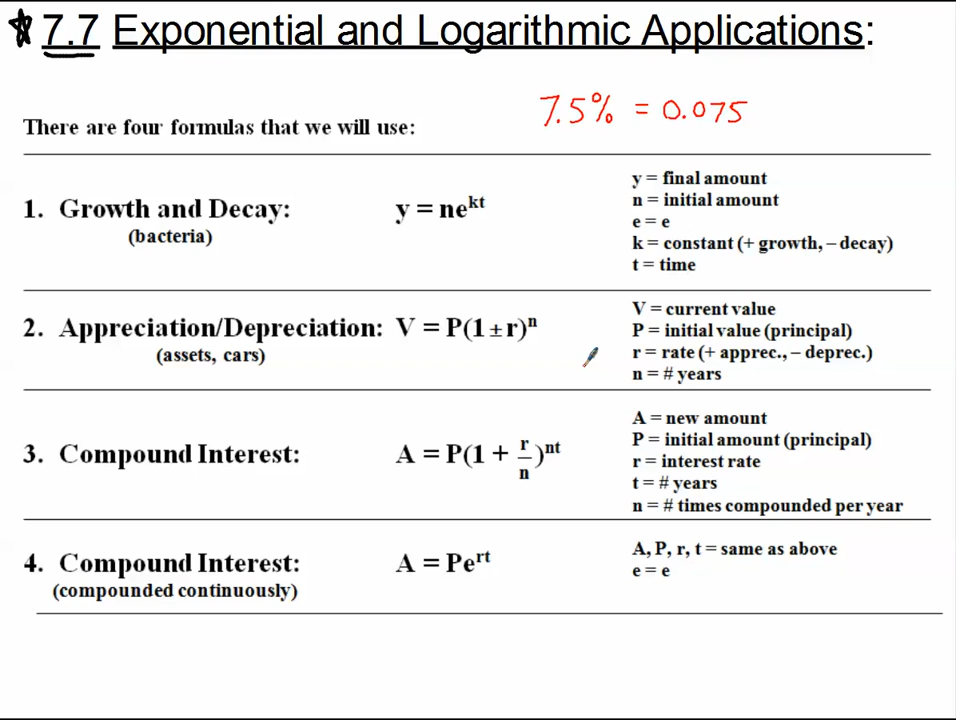 7.7 Exponential and Logarithmic Applications:
7.5% = 0.075
There are four formulas that we will use:
1. Growth and Decay: y = ne^kt
(bacteria)
y = final amount
n = initial amount
e = e
k = constant (+ growth, – decay)
t = time
2. Appreciation/Depreciation: V = P(1 ± r)^n
(assets, cars)
V = current value
P = initial value (principal)
r = rate (+ apprec., – deprec.)
n = # years
3. Compound Interest: A = P(1 + r/n)^nt
A = new amount
P = initial amount (principal)
r = interest rate
t = # years
n = # times compounded per year
4. Compound Interest: A = Pe^rt
(compounded continuously)
A, P, r, t = same as above
e = e